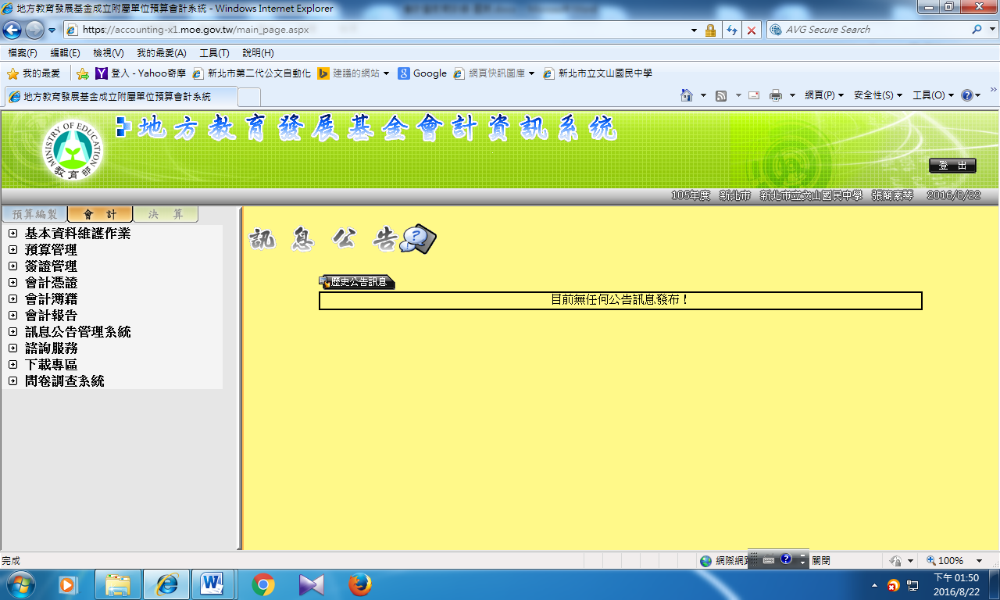 地方教育發展基金成立附屬單位預算會計系統 - Windows Internet Explorer
https://accounting-x1.moe.gov.tw/main_page.aspx
AVG Secure Search
檔案(F) 編輯(E) 檢視(V) 我的最愛(A) 工具(T) 說明(H)
我的最愛 登入 - Yahoo奇摩 新北市第二代公文自動化 建議的網站 Google 網頁快訊圖庫 新北市立文山國民中學
地方教育發展基金成立附屬單位預算會計系統 網頁(P) 安全性(S) 工具(O)
MINISTRY OF EDUCATION 教育部
地方教育發展基金會計資訊系統
登 出
105年度 新北市 新北市立文山國民中學 張簡素琴 2016/8/22
預算編製 會 計 決 算
基本資料維護作業
預算管理
簽證管理
會計憑證
會計簿籍
會計報告
訊息公告管理系統
諮詢服務
下載專區
問卷調查系統
訊 息 公 告
歷史公告訊息
目前無任何公告訊息發布！
完成 網際網路 關閉 100%
下午 01:50
2016/8/22